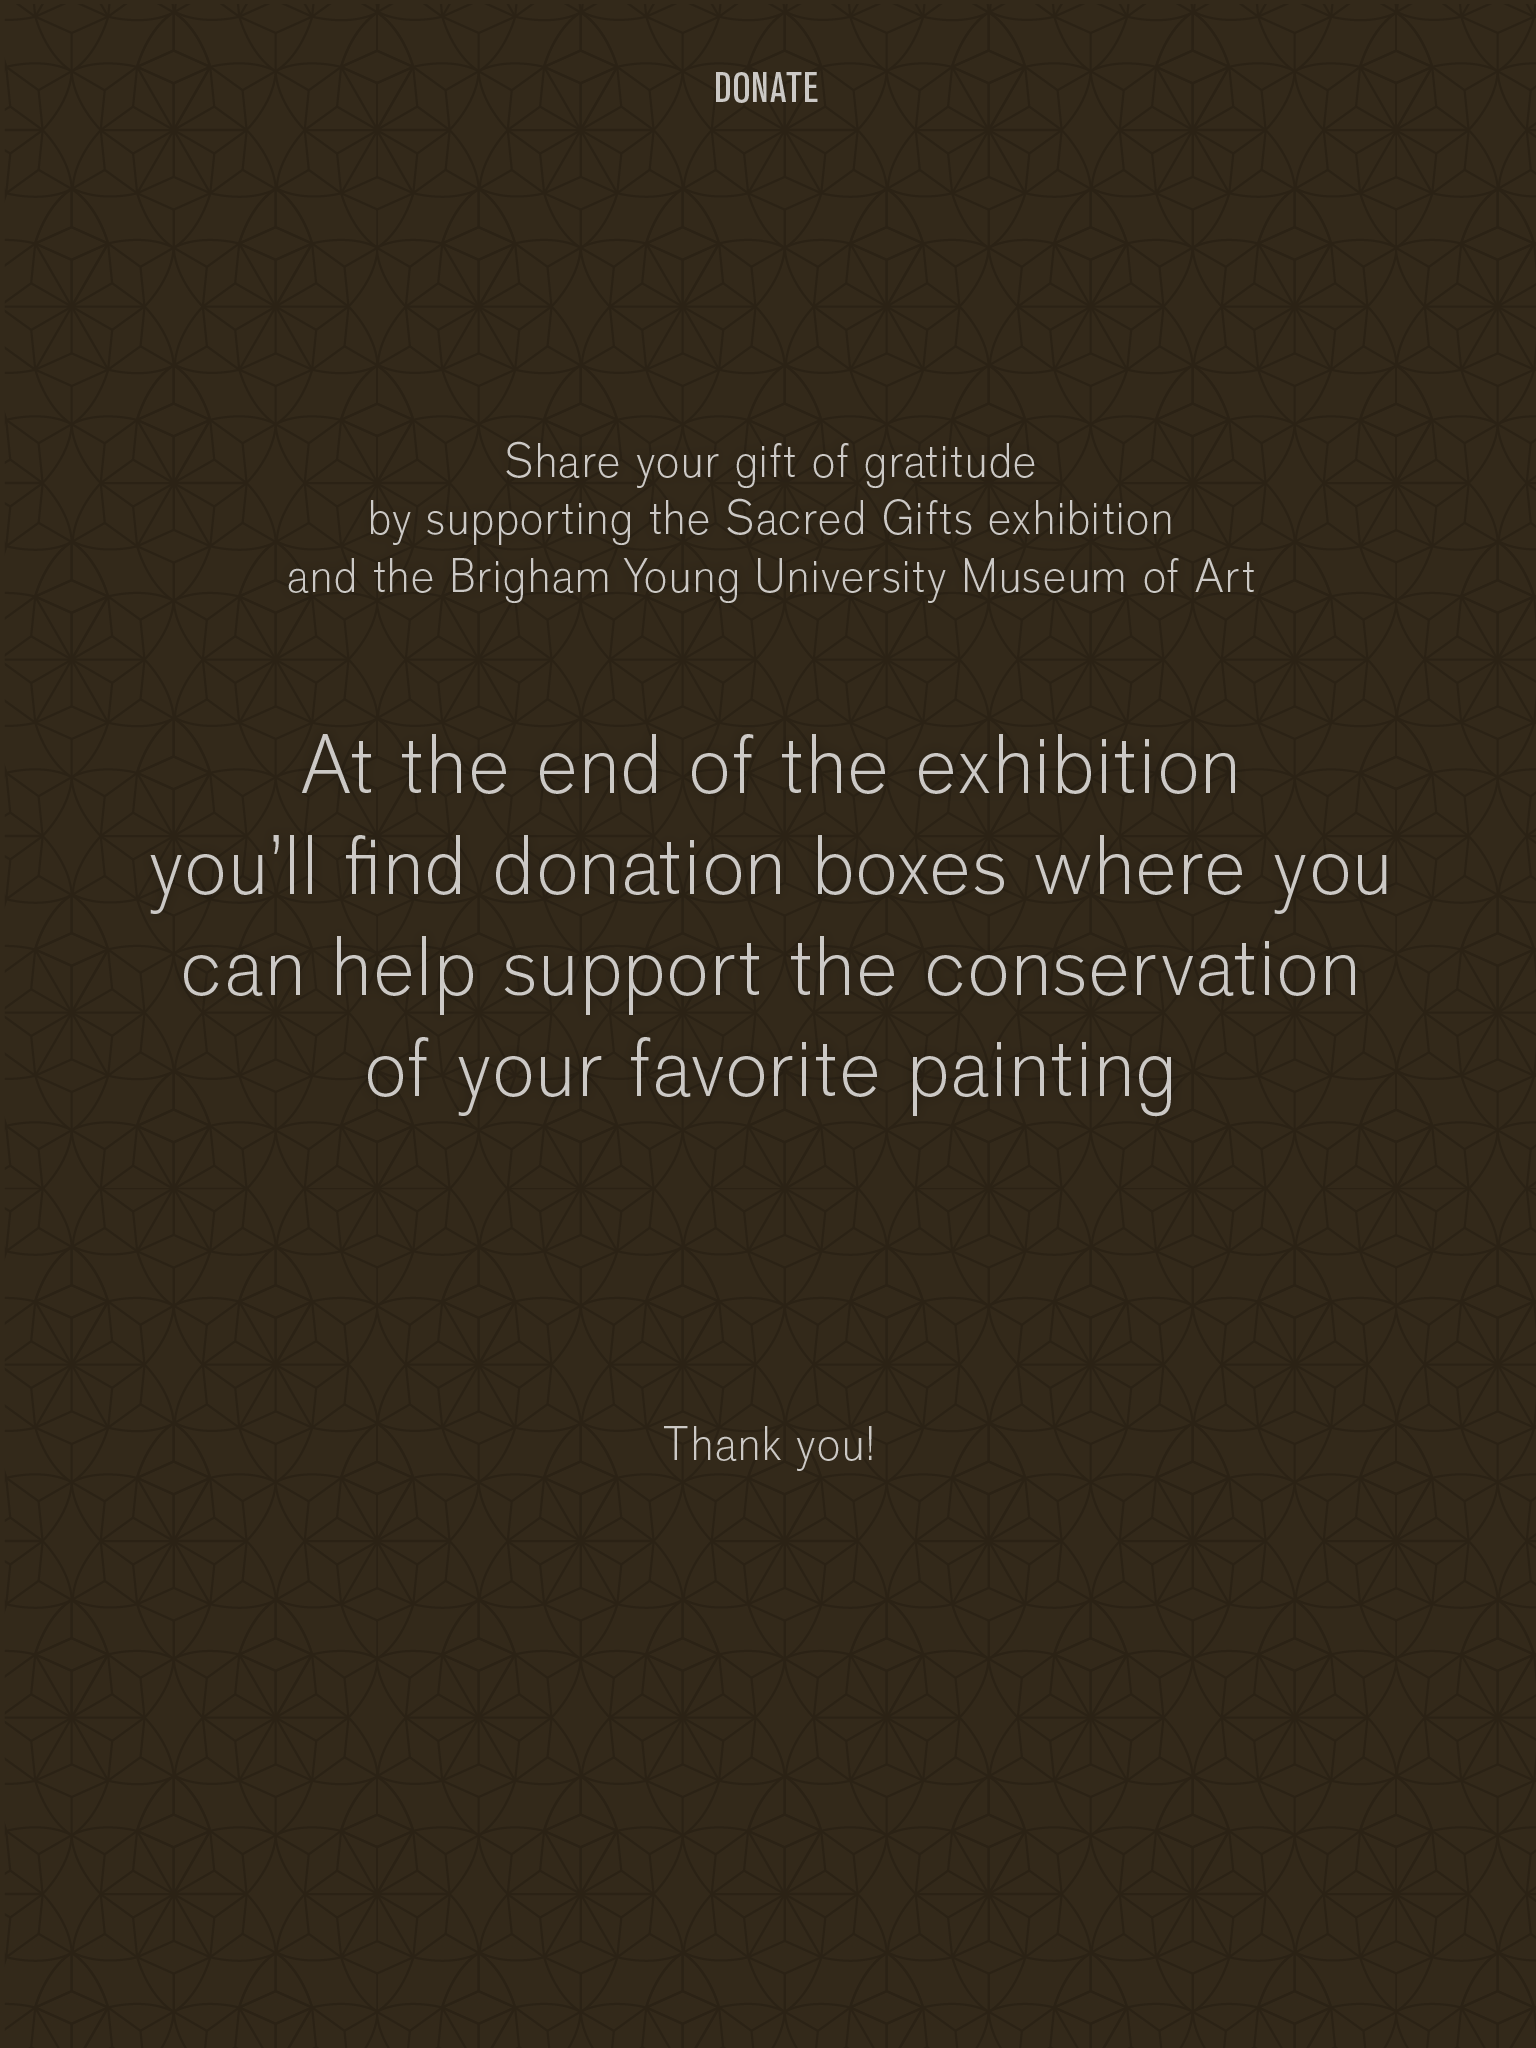 DONATE
Share your gift of gratitude
by supporting the Sacred Gifts exhibition
and the Brigham Young University Museum of Art
At the end of the exhibition
you’ll find donation boxes where you
can help support the conservation
of your favorite painting
Thank you!